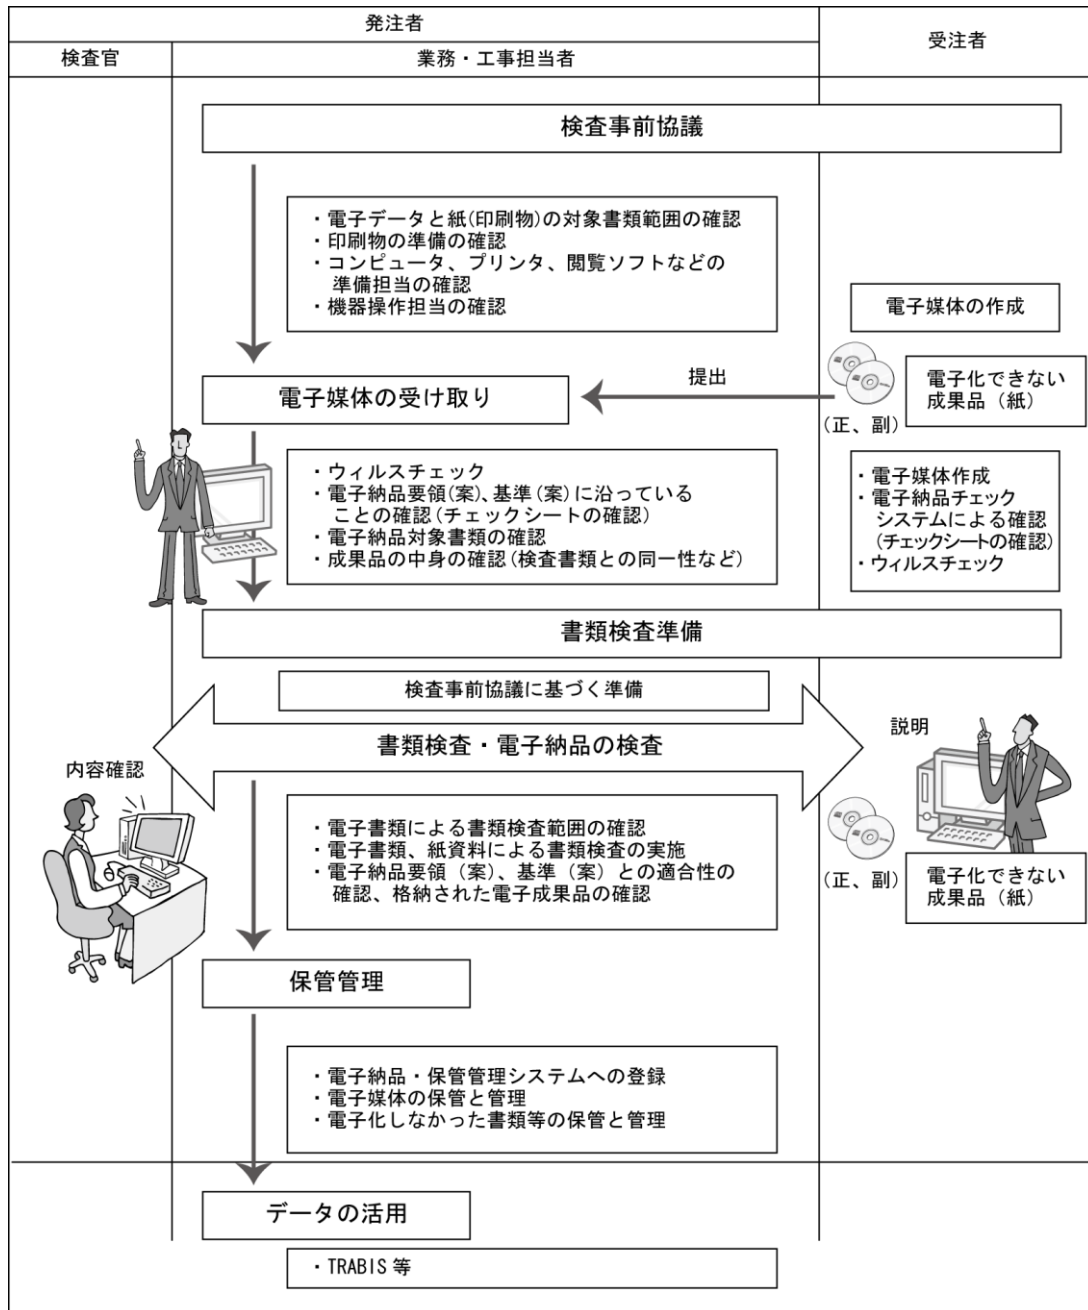 発注者
受注者
検査官
業務・工事担当者
検査事前協議
・電子データと紙(印刷物)の対象書類範囲の確認
・印刷物の準備の確認
・コンピュータ、プリンタ、閲覧ソフトなどの
準備担当の確認
・機器操作担当の確認
電子媒体の作成
電子媒体の受け取り
提出
(正、副)
電子化できない
成果品（紙）
・ウィルスチェック
・電子納品要領(案)、基準(案)に沿っている
ことの確認(チェックシートの確認)
・電子納品対象書類の確認
・成果品の中身の確認(検査書類との同一性など)
・電子媒体作成
・電子納品チェック
システムによる確認
(チェックシートの確認)
・ウィルスチェック
書類検査準備
検査事前協議に基づく準備
書類検査・電子納品の検査
内容確認
説明
・電子書類による書類検査範囲の確認
・電子書類、紙資料による書類検査の実施
・電子納品要領（案）、基準（案）との適合性の
確認、格納された電子成果品の確認
(正、副)
電子化できない
成果品（紙）
保管管理
・電子納品・保管管理システムへの登録
・電子媒体の保管と管理
・電子化しなかった書類等の保管と管理
データの活用
・TRABIS 等